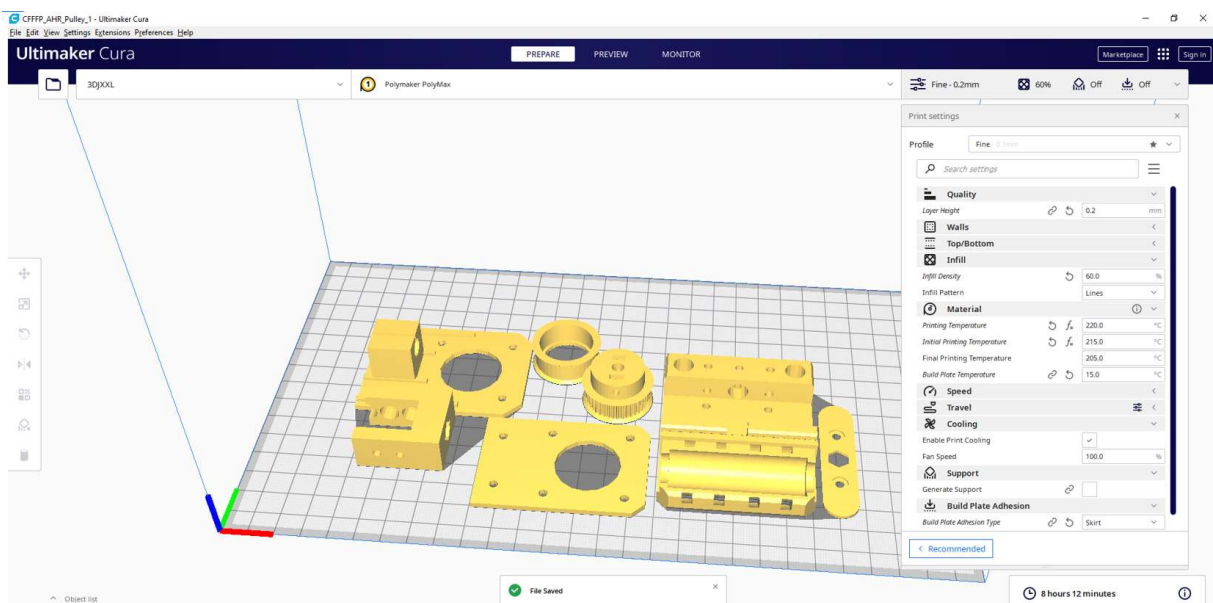 CFFFP_AHR_Pulley_1 - Ultimaker Cura
File Edit View Settings Extensions Preferences Help
Ultimaker Cura
PREPARE PREVIEW MONITOR
Marketplace Sign in
3DJXXL
1 Polymaker PolyMax
Fine - 0.2mm 60% Off Off
Print settings
Profile Fine 0.2mm
Search settings
Quality
Layer Height 0.2 mm
Walls
Top/Bottom
Infill
Infill Density 60.0 %
Infill Pattern Lines
Material
Printing Temperature 220.0 °C
Initial Printing Temperature 215.0 °C
Final Printing Temperature 205.0 °C
Build Plate Temperature 15.0 °C
Speed
Travel
Cooling
Enable Print Cooling
Fan Speed 100.0 %
Support
Generate Support
Build Plate Adhesion
Build Plate Adhesion Type Skirt
Recommended
File Saved
8 hours 12 minutes
Object list